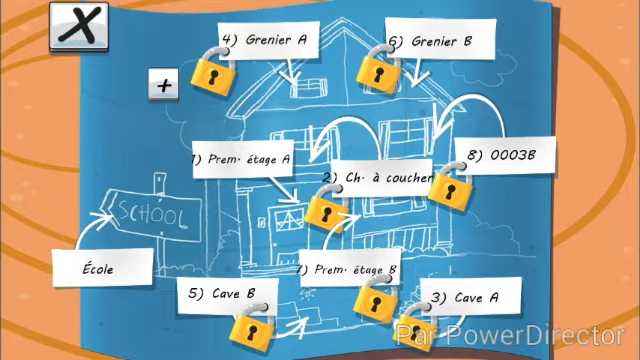 X
4) Grenier A
6) Grenier B
+
1) Prem. étage A
8) 0003B
2) Ch. à coucher
SCHOOL
École
7) Prem. étage B
5) Cave B
3) Cave A
Par PowerDirector